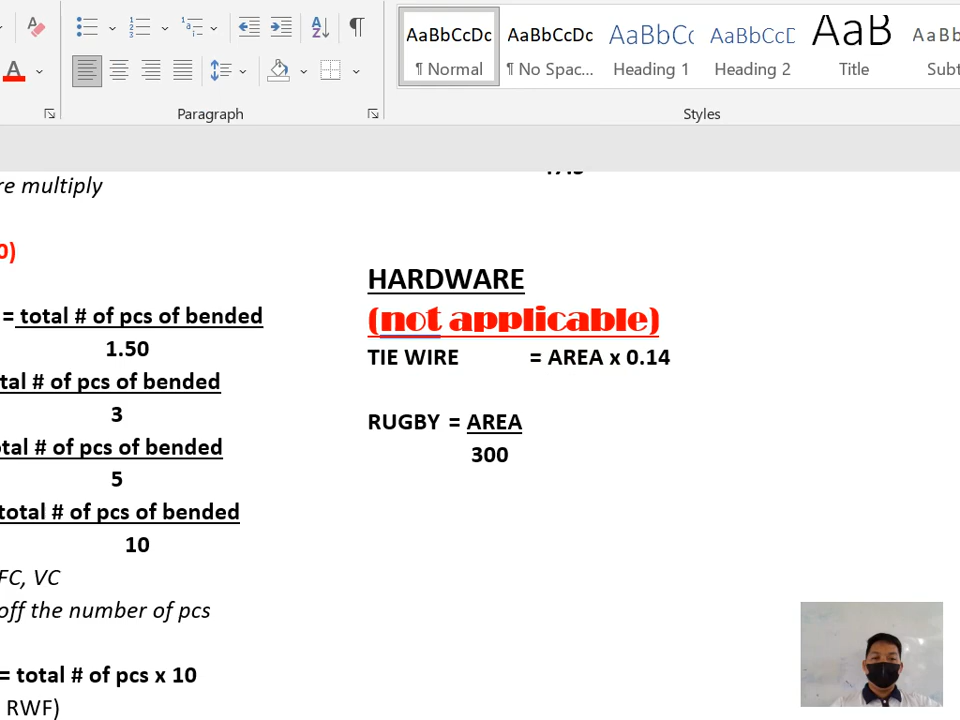 AaBbCcDc AaBbCcDc AaBbCc AaBbCcD AaB
¶ Normal ¶ No Spac... Heading 1 Heading 2 Title
Paragraph Styles
re multiply
0)
= total # of pcs of bended
1.50
tal # of pcs of bended
3
otal # of pcs of bended
5
total # of pcs of bended
10
FC, VC
off the number of pcs
= total # of pcs x 10
RWF)
HARDWARE
(not applicable)
TIE WIRE = AREA x 0.14
RUGBY = AREA
300